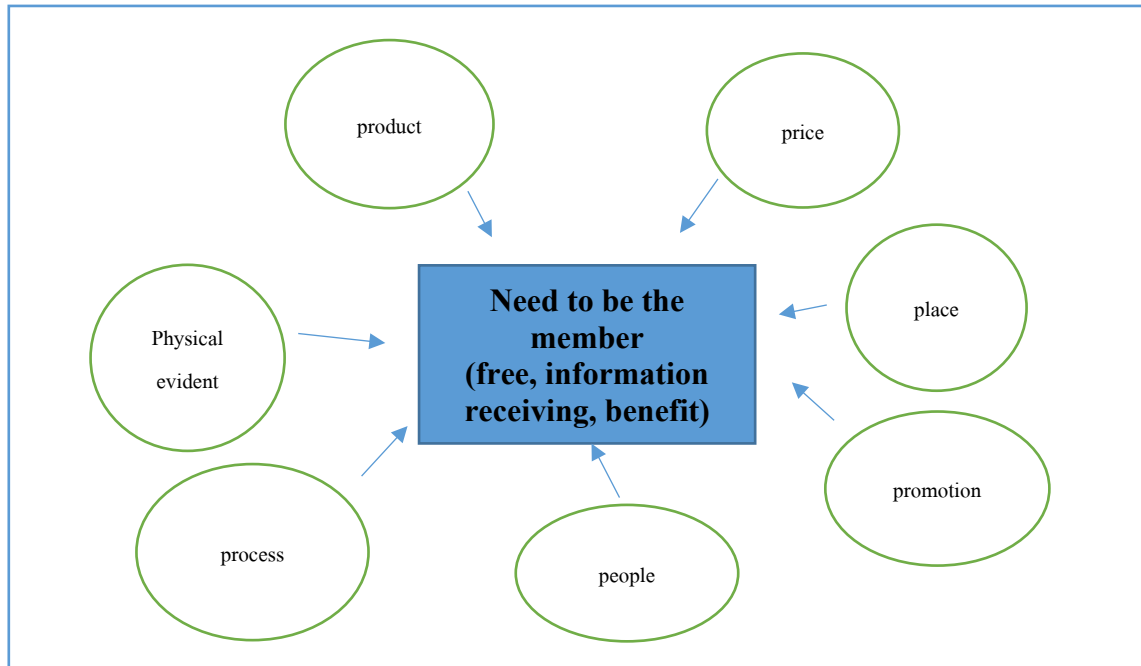 product
price
place
Need to be the
member
(free, information
receiving, benefit)
Physical
evident
promotion
process
people